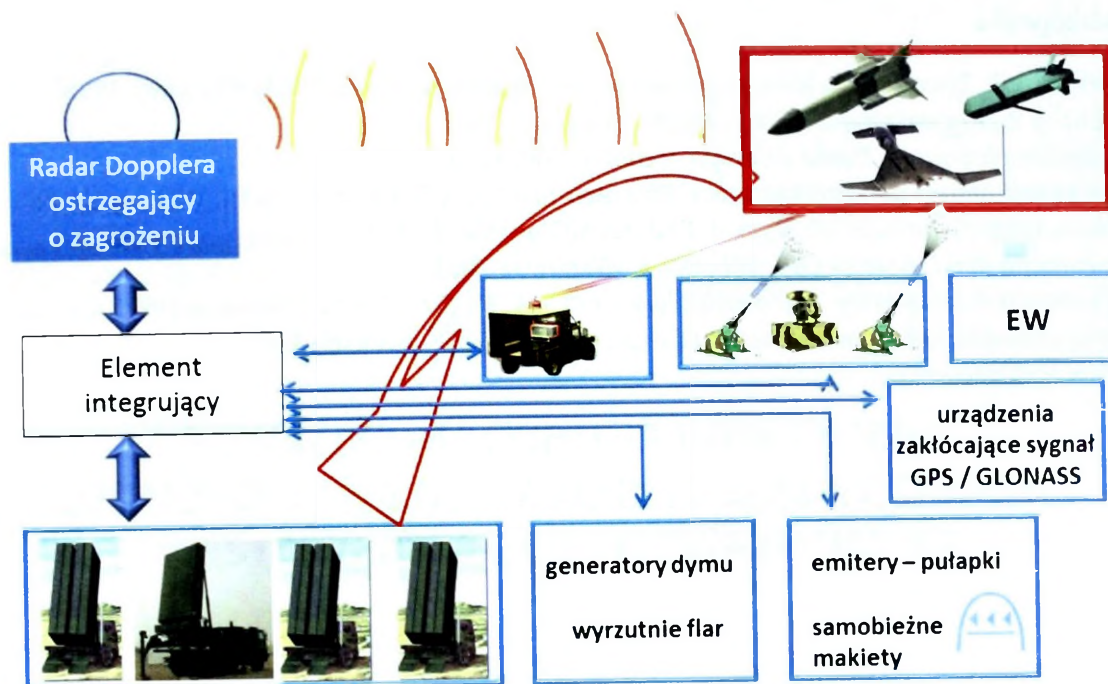 Radar Dopplera
ostrzegający
o zagrożeniu
EW
Element
integrujący
urządzenia
zakłócające sygnał
GPS / GLONASS
generatory dymu
wyrzutnie flar
emitery – pułapki
samobieżne
makiety